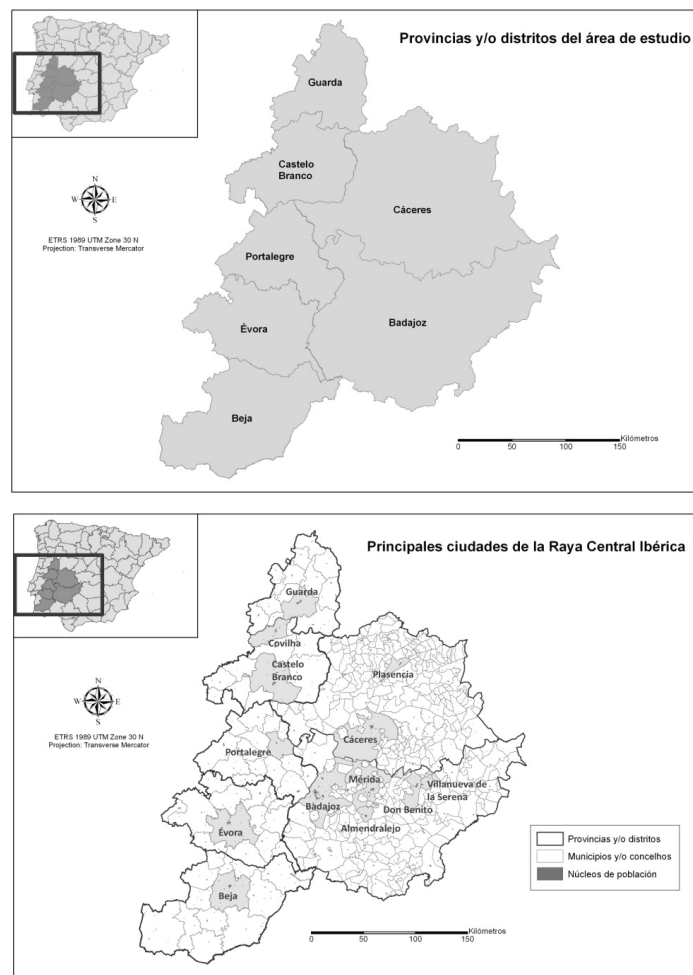 Provincias y/o distritos del área de estudio
Guarda
N
W E
S
ETRS 1989 UTM Zone 30 N
Projection: Transverse Mercator
Castelo
Branco
Cáceres
Portalegre
Évora
Badajoz
Beja
Kilómetros
0 50 100 150
Principales ciudades de la Raya Central Ibérica
Guarda
Covilha
Castelo
Branco
Plasencia
N
W E
S
ETRS 1989 UTM Zone 30 N
Projection: Transverse Mercator
Cáceres
Portalegre
Mérida
Villanueva de
la Serena
Badajoz
Don Benito
Almendralejo
Évora
Beja
Provincias y/o distritos
Municipios y/o concelhos
Núcleos de población
Kilómetros
0 50 100 150